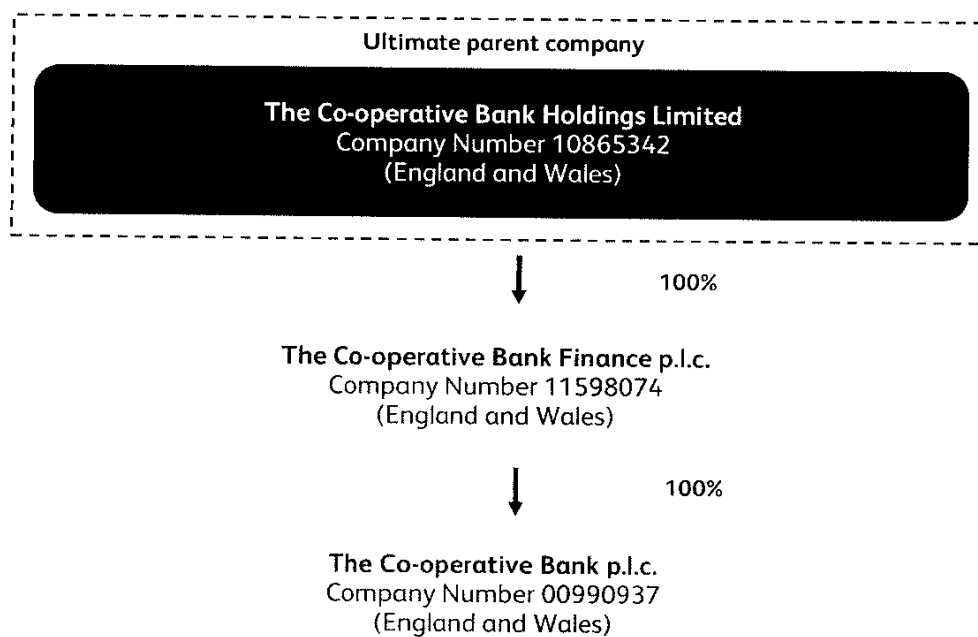 Ultimate parent company
The Co-operative Bank Holdings Limited
Company Number 10865342
(England and Wales)
100%
The Co-operative Bank Finance p.l.c.
Company Number 11598074
(England and Wales)
100%
The Co-operative Bank p.l.c.
Company Number 00990937
(England and Wales)